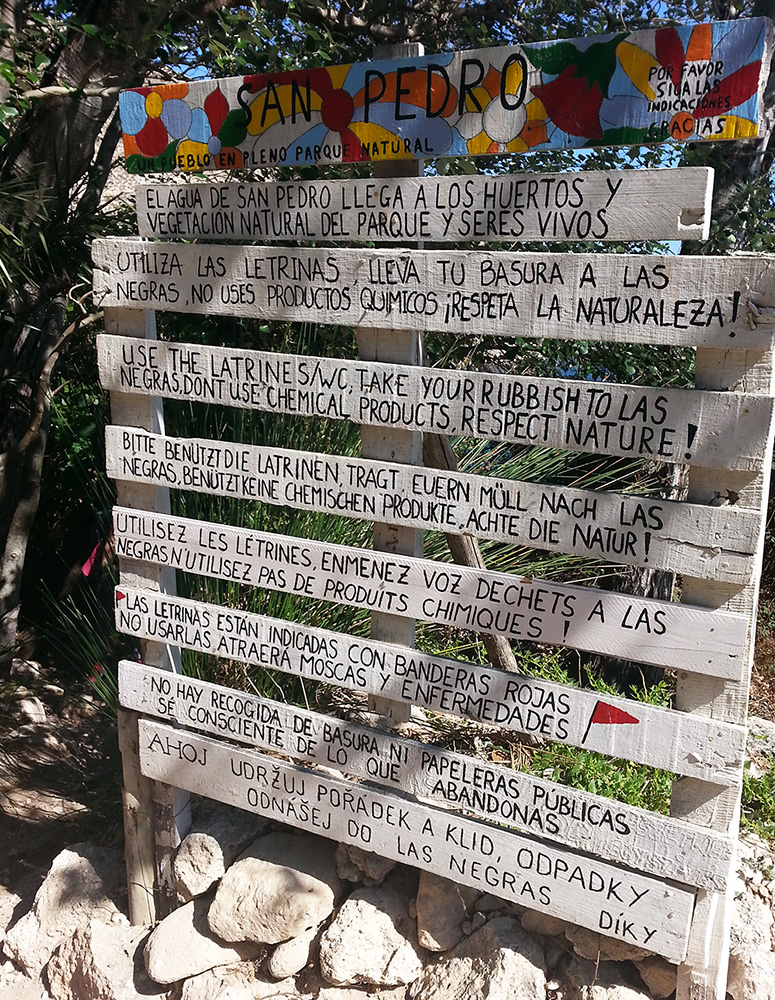 SAN PEDRO
UN PUEBLO EN PLENO PARQUE NATURAL
POR FAVOR
SIGA LAS
INDICACIONES
GRACIAS
EL AGUA DE SAN PEDRO LLEGA A LOS HUERTOS Y
VEGETACIÓN NATURAL DEL PARQUE Y SERES VIVOS
UTILIZA LAS LETRINAS, LLEVA TU BASURA A LAS
NEGRAS, NO USES PRODUCTOS QUIMICOS ¡RESPETA LA NATURALEZA!
USE THE LATRINES/WC, TAKE YOUR RUBBISH TO LAS
NEGRAS, DONT USE CHEMICAL PRODUCTS, RESPECT NATURE!
BITTE BENÜTZT DIE LATRINEN, TRAGT EUERN MÜLL NACH LAS
NEGRAS, BENÜTZT KEINE CHEMISCHEN PRODUKTE, ACHTE DIE NATUR!
UTILISEZ LES LETRINES, ENMENEZ VOZ DECHETS A LAS
NEGRAS N'UTILISEZ PAS DE PRODUÍTS CHIMIQUES!
LAS LETRINAS ESTÁN INDICADAS CON BANDERAS ROJAS
NO USARLAS, ATRAERÁ MOSCAS Y ENFERMEDADES
NO HAY RECOGIDA DE BASURA NI PAPELERAS PÚBLICAS
SÉ CONSCIENTE DE LO QUE ABANDONAS
AHOJ UDRŽUJ POŘADEK A KLID, ODPADKY
ODNÁŠEJ DO LAS NEGRAS DÍKY